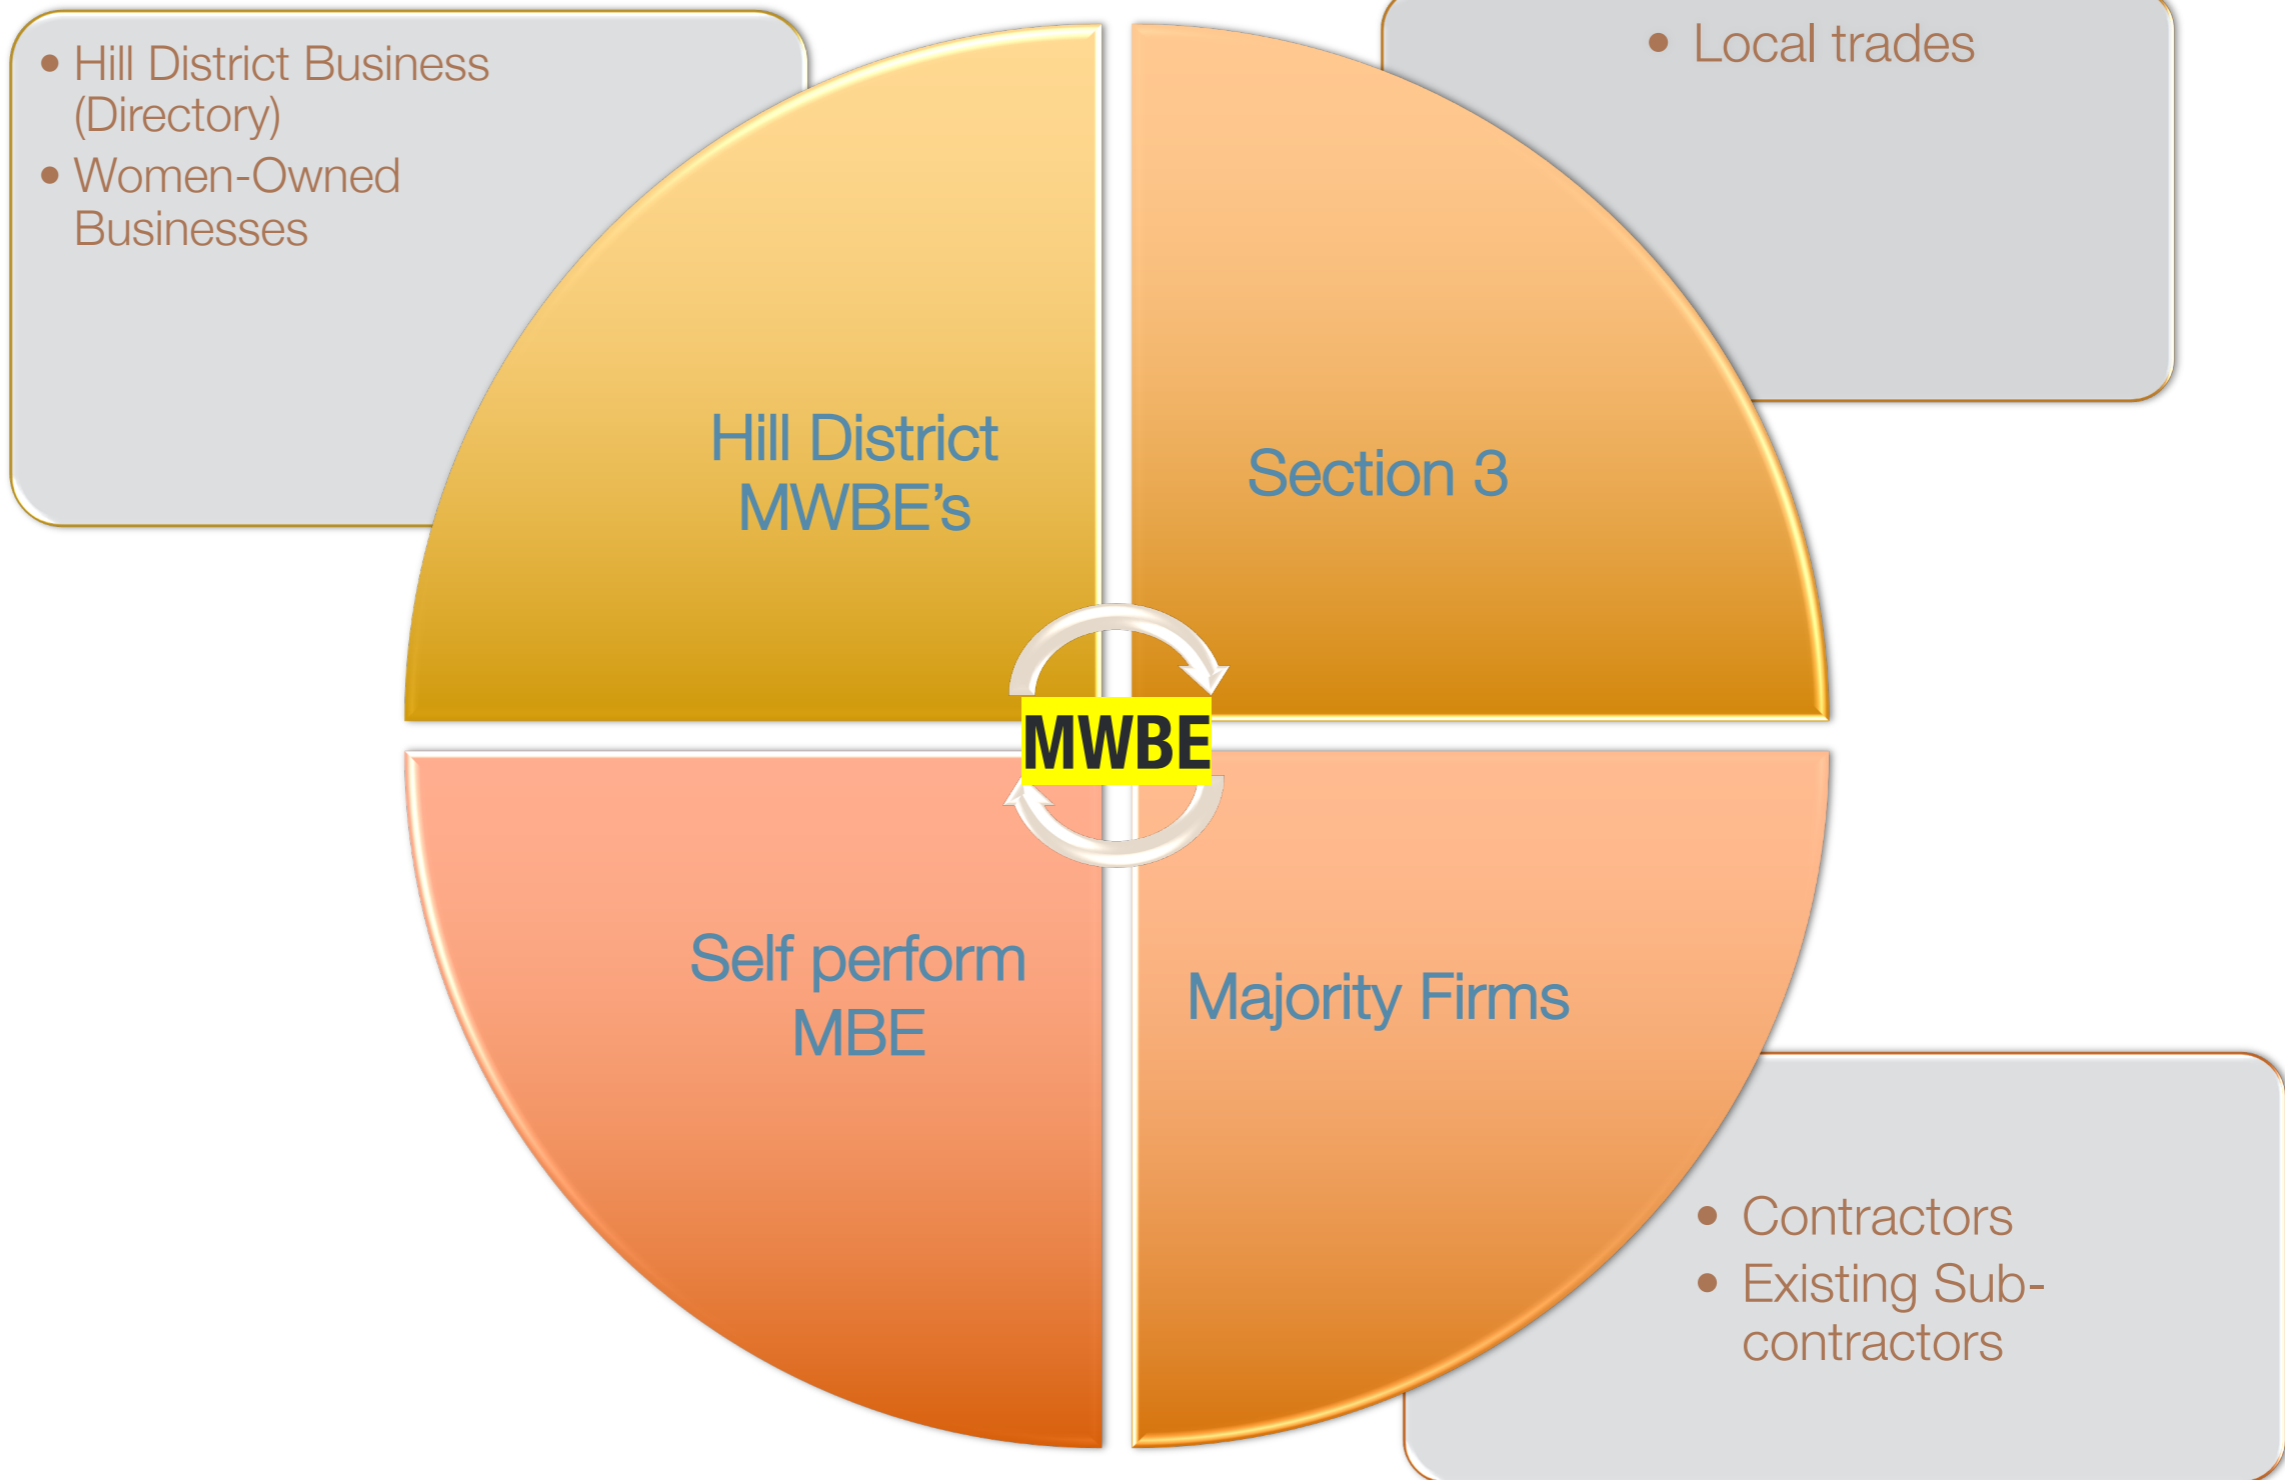 • Hill District Business
(Directory)
• Women-Owned
Businesses
• Local trades
Hill District
MWBE’s
Section 3
MWBE
Self perform
MBE
Majority Firms
• Contractors
• Existing Sub-
contractors